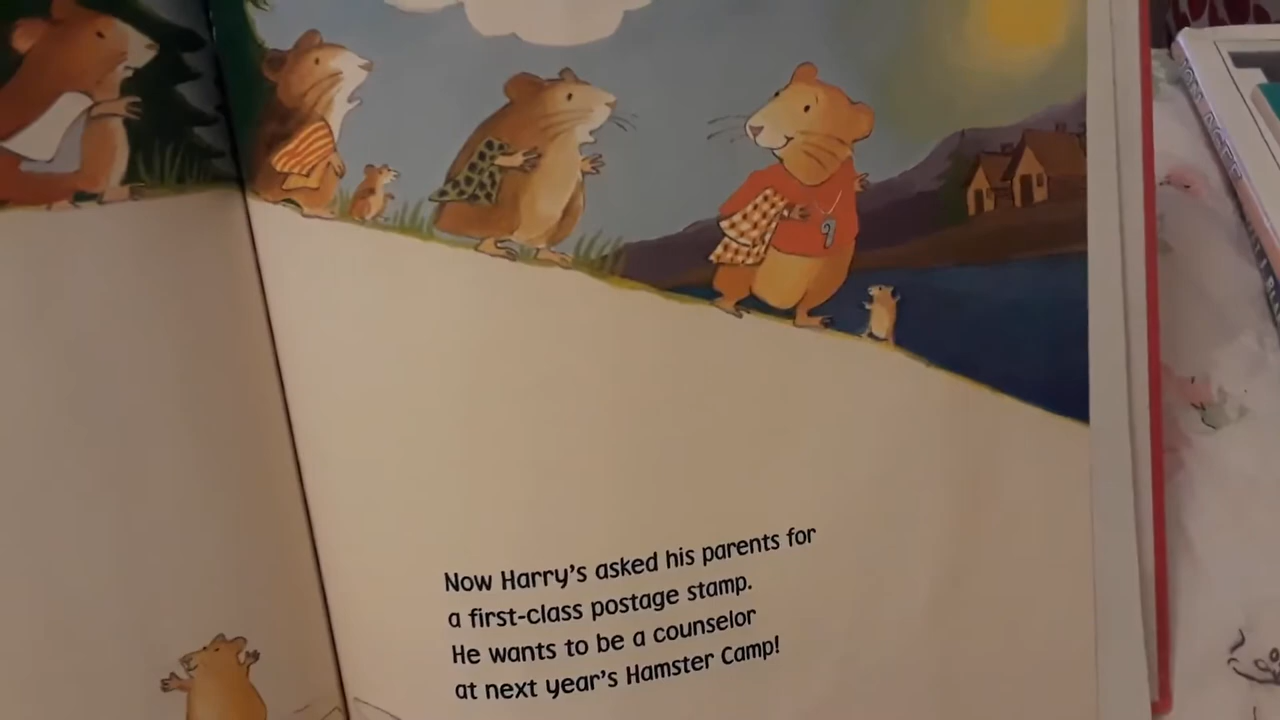 Now Harry's asked his parents for
a first-class postage stamp.
He wants to be a counselor
at next year's Hamster Camp!